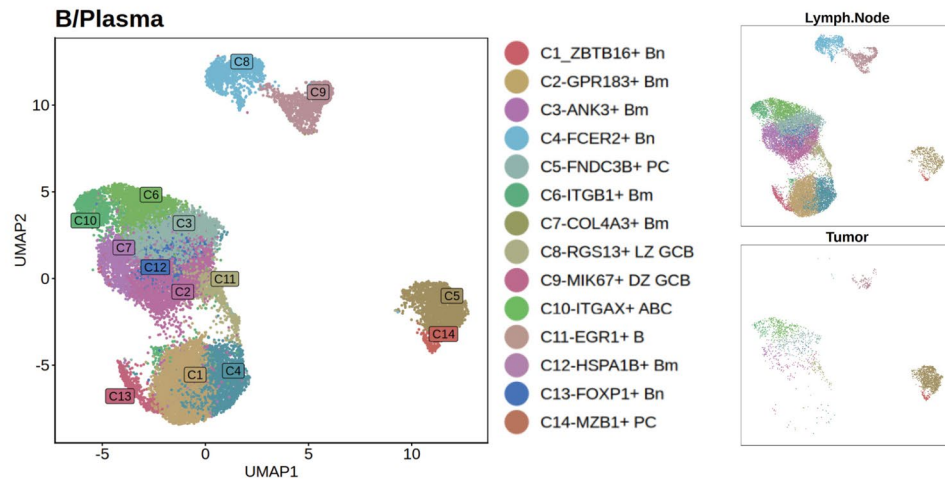 B/Plasma
C8
C9
C6
C10
C3
C7
C12
C2
C11
C5
C14
C1
C4
C13
10
5
0
-5
-5
0
5
10
UMAP1
UMAP2
C1_ZBTB16+ Bn
C2-GPR183+ Bm
C3-ANK3+ Bm
C4-FCER2+ Bn
C5-FNDC3B+ PC
C6-ITGB1+ Bm
C7-COL4A3+ Bm
C8-RGS13+ LZ GCB
C9-MIK67+ DZ GCB
C10-ITGAX+ ABC
C11-EGR1+ B
C12-HSPA1B+ Bm
C13-FOXP1+ Bn
C14-MZB1+ PC
Lymph.Node
Tumor